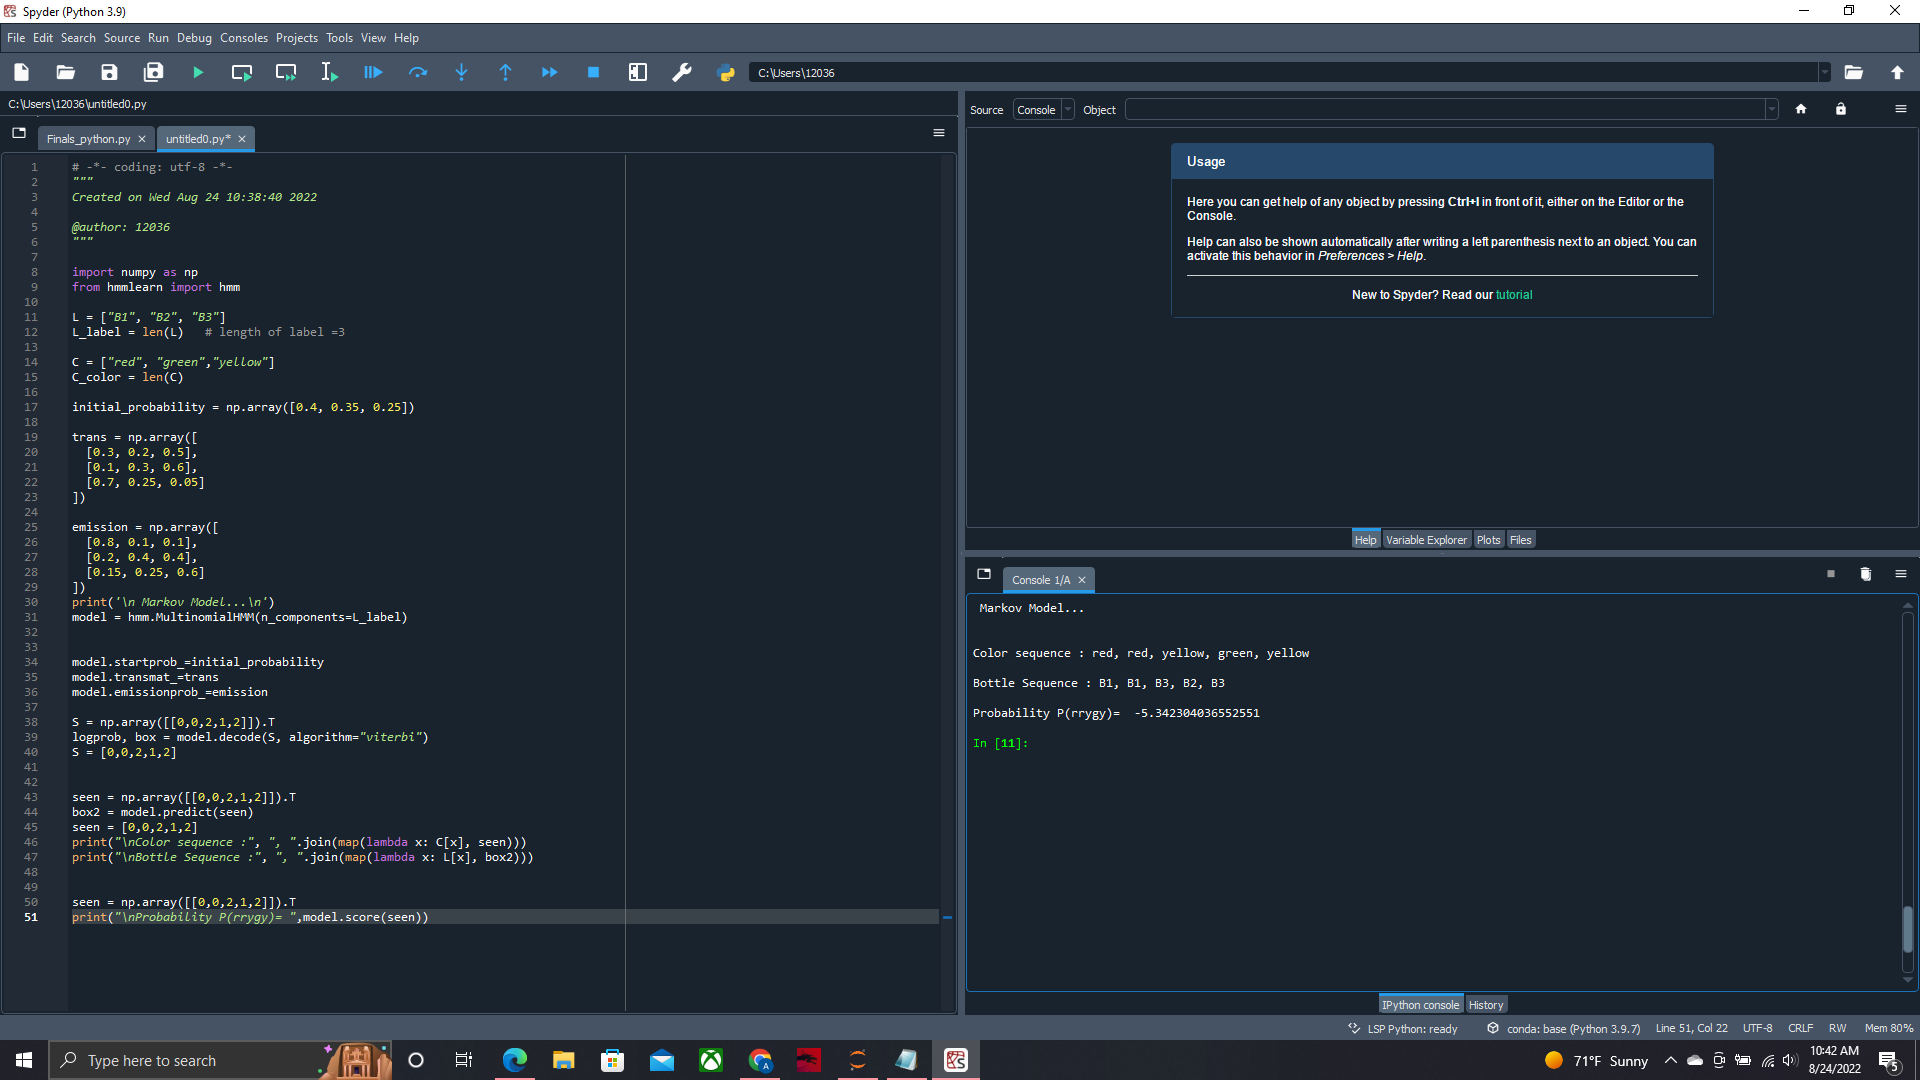 Spyder (Python 3.9)
File Edit Search Source Run Debug Consoles Projects Tools View Help
C:\Users\12036
C:\Users\12036\untitled0.py
Finals_python.py
untitled0.py*
1 # -*- coding: utf-8 -*-
2 """
3 Created on Wed Aug 24 10:38:40 2022
4
5 @author: 12036
6 """
7
8 import numpy as np
9 from hmmlearn import hmm
10
11 L = ["B1", "B2", "B3"]
12 L_label = len(L)   # length of label =3
13
14 C = ["red", "green","yellow"]
15 C_color = len(C)
16
17 initial_probability = np.array([0.4, 0.35, 0.25])
18
19 trans = np.array([
20   [0.3, 0.2, 0.5],
21   [0.1, 0.3, 0.6],
22   [0.7, 0.25, 0.05]
23 ])
24
25 emission = np.array([
26   [0.8, 0.1, 0.1],
27   [0.2, 0.4, 0.4],
28   [0.15, 0.25, 0.6]
29 ])
30 print('\n Markov Model...\n')
31 model = hmm.MultinomialHMM(n_components=L_label)
32
33
34 model.startprob_=initial_probability
35 model.transmat_=trans
36 model.emissionprob_=emission
37
38 S = np.array([[0,0,2,1,2]]).T
39 logprob, box = model.decode(S, algorithm="viterbi")
40 S = [0,0,2,1,2]
41
42
43 seen = np.array([[0,0,2,1,2]]).T
44 box2 = model.predict(seen)
45 seen = [0,0,2,1,2]
46 print("\nColor sequence :", ", ".join(map(lambda x: C[x], seen)))
47 print("\nBottle Sequence :", ", ".join(map(lambda x: L[x], box2)))
48
49
50 seen = np.array([[0,0,2,1,2]]).T
51 print("\nProbability P(rrygy)= ",model.score(seen))
Source Console Object
Usage
Here you can get help of any object by pressing Ctrl+I in front of it, either on the Editor or the
Console.
Help can also be shown automatically after writing a left parenthesis next to an object. You can
activate this behavior in Preferences > Help.
New to Spyder? Read our tutorial
Help Variable Explorer Plots Files
Console 1/A
Markov Model...
Color sequence : red, red, yellow, green, yellow
Bottle Sequence : B1, B1, B3, B2, B3
Probability P(rrygy)=  -5.342304036552551
In [11]:
IPython console History
LSP Python: ready conda: base (Python 3.9.7) Line 51, Col 22 UTF-8 CRLF RW Mem 80%
Type here to search
A
71°F Sunny
10:42 AM
8/24/2022
5